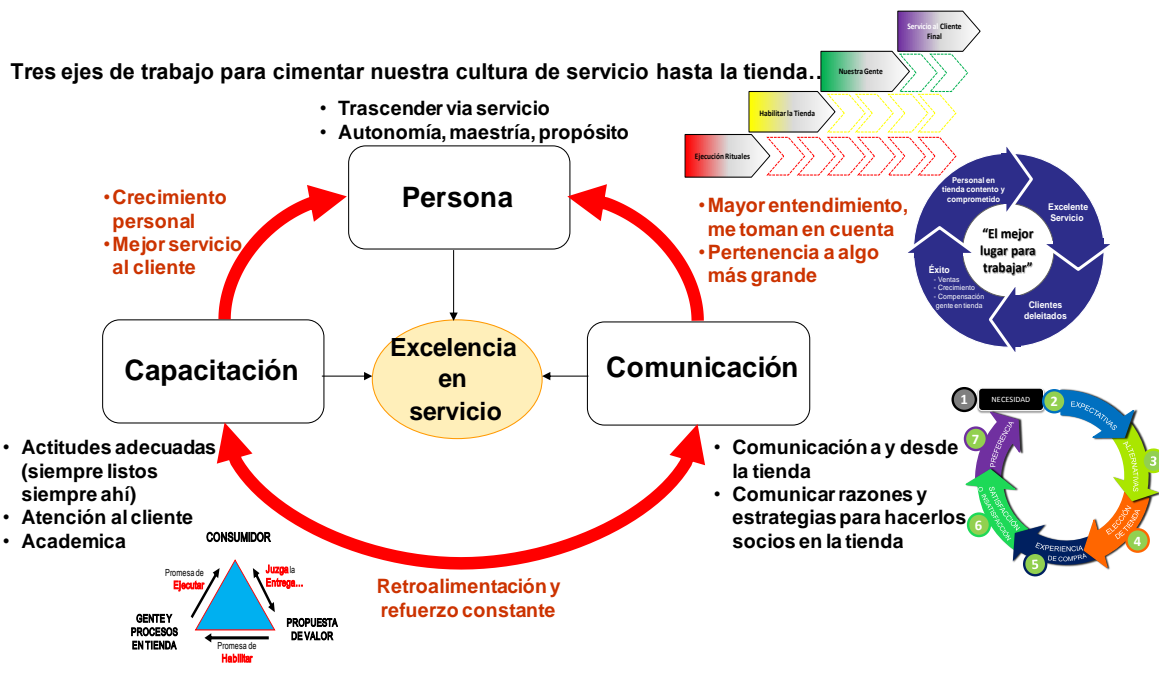 Servicio al Cliente
Final
Nuestra Gente
Habilitar la Tienda
Ejecución Rituales
Tres ejes de trabajo para cimentar nuestra cultura de servicio hasta la tienda…
• Trascender via servicio
• Autonomía, maestría, propósito
Persona
• Crecimiento
personal
• Mejor servicio
al cliente
• Mayor entendimiento,
me toman en cuenta
• Pertenencia a algo
más grande
Personal en
tienda contento y
comprometido
Excelente
Servicio
"El mejor
lugar para
trabajar"
Éxito
- Ventas
- Crecimiento
- Compensación
gente en tienda
Clientes
deleitados
Capacitación
Excelencia
en
servicio
Comunicación
• Actitudes adecuadas
(siempre listos
siempre ahí)
• Atención al cliente
• Academica
• Comunicación a y desde
la tienda
• Comunicar razones y
estrategias para hacerlos
socios en la tienda
1 NECESIDAD
2 EXPECTATIVAS
3 ALTERNATIVAS
4 ELECCIÓN
DE TIENDA
5 EXPERIENCIA
DE COMPRA
6 SATISFACCIÓN
O INSATISFACCIÓN
7 PREFERENCIA
Retroalimentación y
refuerzo constante
CONSUMIDOR
Promesa de
Ejecutar
Juzga la
Entrega…
GENTE Y
PROCESOS
EN TIENDA
PROPUESTA
DE VALOR
Promesa de
Habilitar